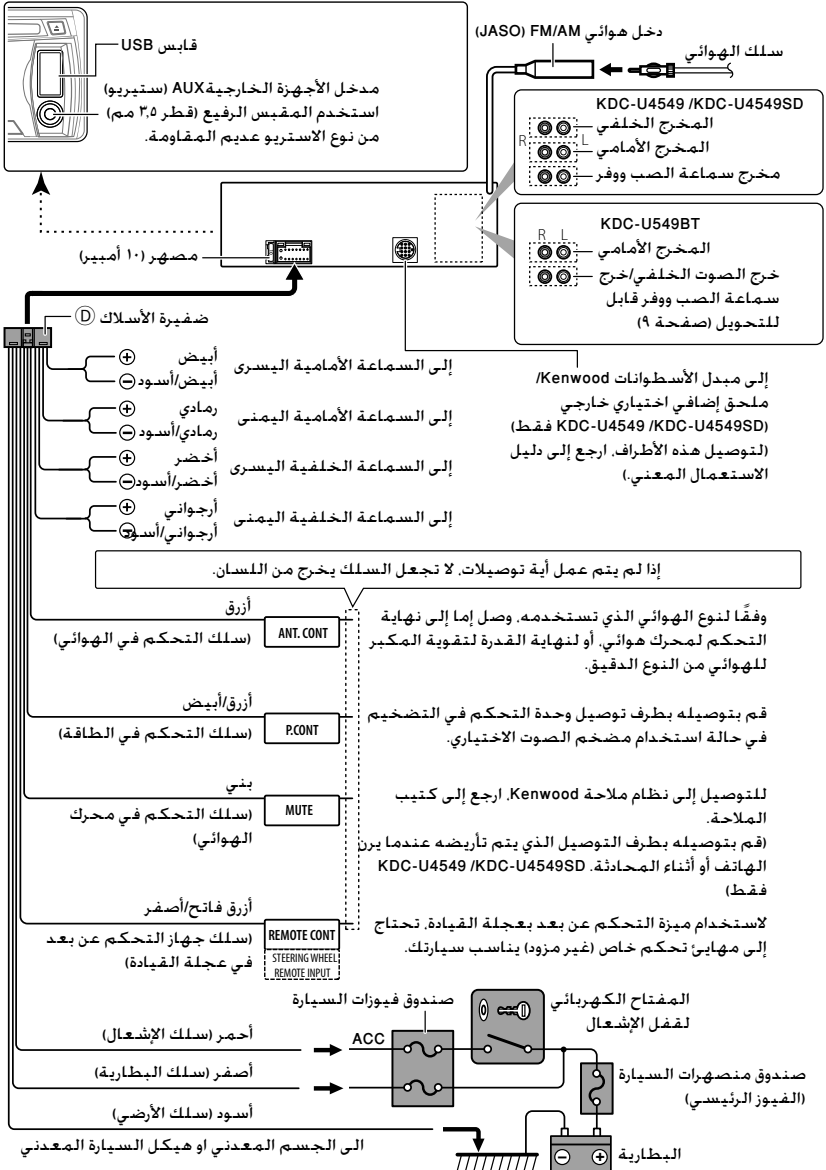 قابس USB
مدخل الأجهزة الخارجية AUX (ستيريو)
استخدم المقبس الرفيع (قطر ٣,٥ مم)
من نوع الاستريو عديم المقاومة.
دخل هوائي FM/AM (JASO)
سلك الهوائي
KDC-U4549 /KDC-U4549SD
المخرج الخلفي
R L
المخرج الأمامي
مخرج سماعة الصب ووفر
KDC-U549BT
R L
المخرج الأمامي
خرج الصوت الخلفي/خرج
سماعة الصب ووفر قابل
للتحويل (صفحة ٩)
مصهر (١٠ أمبير)
ضفيرة الأسلاك Ⓓ
إلى مبدل الأسطوانات Kenwood/
ملحق إضافي اختياري خارجي
(KDC-U4549 /KDC-U4549SD فقط)
(لتوصيل هذه الأطراف، ارجع إلى دليل
الاستعمال المعني.)
أبيض ⊕
أبيض/أسود ⊖
إلى السماعة الأمامية اليسرى
رمادي ⊕
رمادي/أسود ⊖
إلى السماعة الأمامية اليمنى
أخضر ⊕
أخضر/أسود ⊖
إلى السماعة الخلفية اليسرى
أرجواني ⊕
أرجواني/أسود ⊖
إلى السماعة الخلفية اليمنى
إذا لم يتم عمل أية توصيلات، لا تجعل السلك يخرج من اللسان.
أزرق
(سلك التحكم في الهوائي)
ANT. CONT
وفقًا لنوع الهوائي الذي تستخدمه، وصل إما إلى نهاية
التحكم لمحرك هوائي، أو لنهاية القدرة لتقوية المكبر
للهوائي من النوع الدقيق.
أزرق/أبيض
(سلك التحكم في الطاقة)
P.CONT
قم بتوصيله بطرف توصيل وحدة التحكم في التضخيم
في حالة استخدام مضخم الصوت الاختياري.
بني
(سلك التحكم في محرك
الهوائي)
MUTE
للتوصيل إلى نظام ملاحة Kenwood، ارجع إلى كتيب
الملاحة.
(قم بتوصيله بطرف التوصيل الذي يتم تأريضه عندما يرن
الهاتف أو أثناء المحادثة. KDC-U4549 /KDC-U4549SD
فقط)
أزرق فاتح/أصفر
(سلك جهاز التحكم عن بعد
في عجلة القيادة)
REMOTE CONT
STEERING WHEEL
REMOTE INPUT
لاستخدام ميزة التحكم عن بعد بعجلة القيادة، تحتاج
إلى مهايئ تحكم خاص (غير مزود) يناسب سيارتك.
صندوق فيوزات السيارة
المفتاح الكهربائي
لقفل الإشعال
أحمر (سلك الإشعال)
ACC
أصفر (سلك البطارية)
صندوق منصهرات السيارة
(الفيوز الرئيسي)
أسود (سلك الأرضي)
الى الجسم المعدني او هيكل السيارة المعدني
⊖ ⊕
البطارية